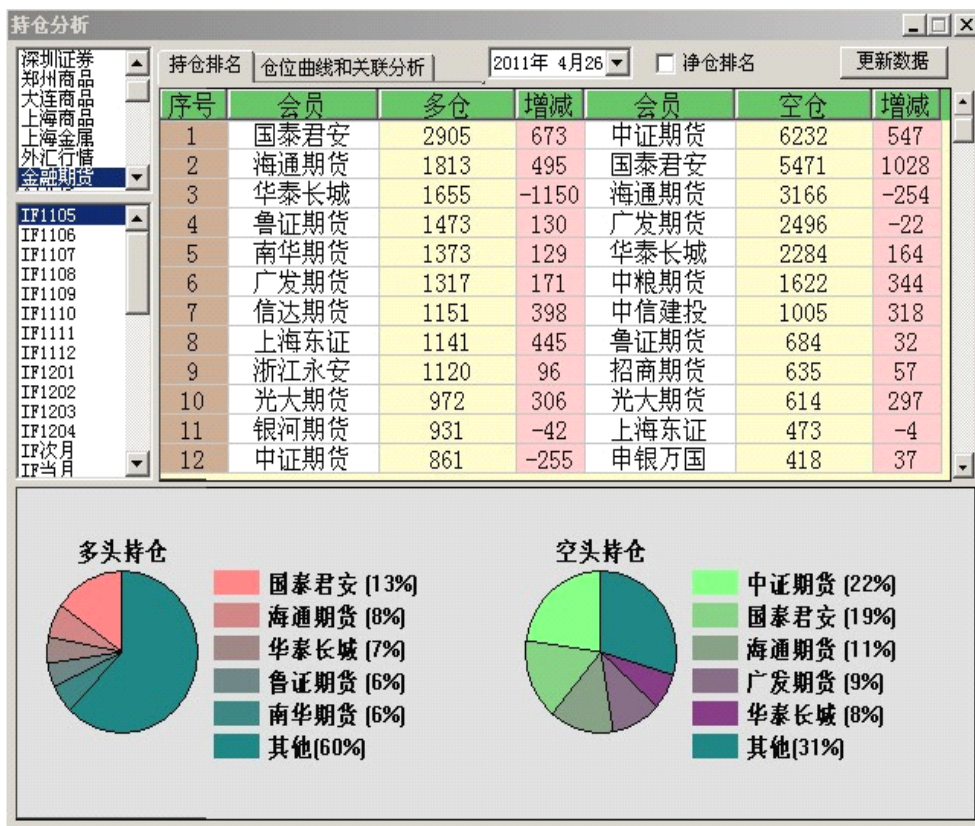 持仓分析
深圳证券
郑州商品
大连商品
上海商品
上海金属
外汇行情
金融期货
IF1105
IF1106
IF1107
IF1108
IF1109
IF1110
IF1111
IF1112
IF1201
IF1202
IF1203
IF1204
IF次月
IF当月
持仓排名 仓位曲线和关联分析 2011年 4月26 净仓排名 更新数据
序号 会员 多仓 增减 会员 空仓 增减
1 国泰君安 2905 673 中证期货 6232 547
2 海通期货 1813 495 国泰君安 5471 1028
3 华泰长城 1655 -1150 海通期货 3166 -254
4 鲁证期货 1473 130 广发期货 2496 -22
5 南华期货 1373 129 华泰长城 2284 164
6 广发期货 1317 171 中粮期货 1622 344
7 信达期货 1151 398 中信建投 1005 318
8 上海东证 1141 445 鲁证期货 684 32
9 浙江永安 1120 96 招商期货 635 57
10 光大期货 972 306 光大期货 614 297
11 银河期货 931 -42 上海东证 473 -4
12 中证期货 861 -255 申银万国 418 37
多头持仓
国泰君安 (13%)
海通期货 (8%)
华泰长城 (7%)
鲁证期货 (6%)
南华期货 (6%)
其他(60%)
空头持仓
中证期货 (22%)
国泰君安 (19%)
海通期货 (11%)
广发期货 (9%)
华泰长城 (8%)
其他(31%)